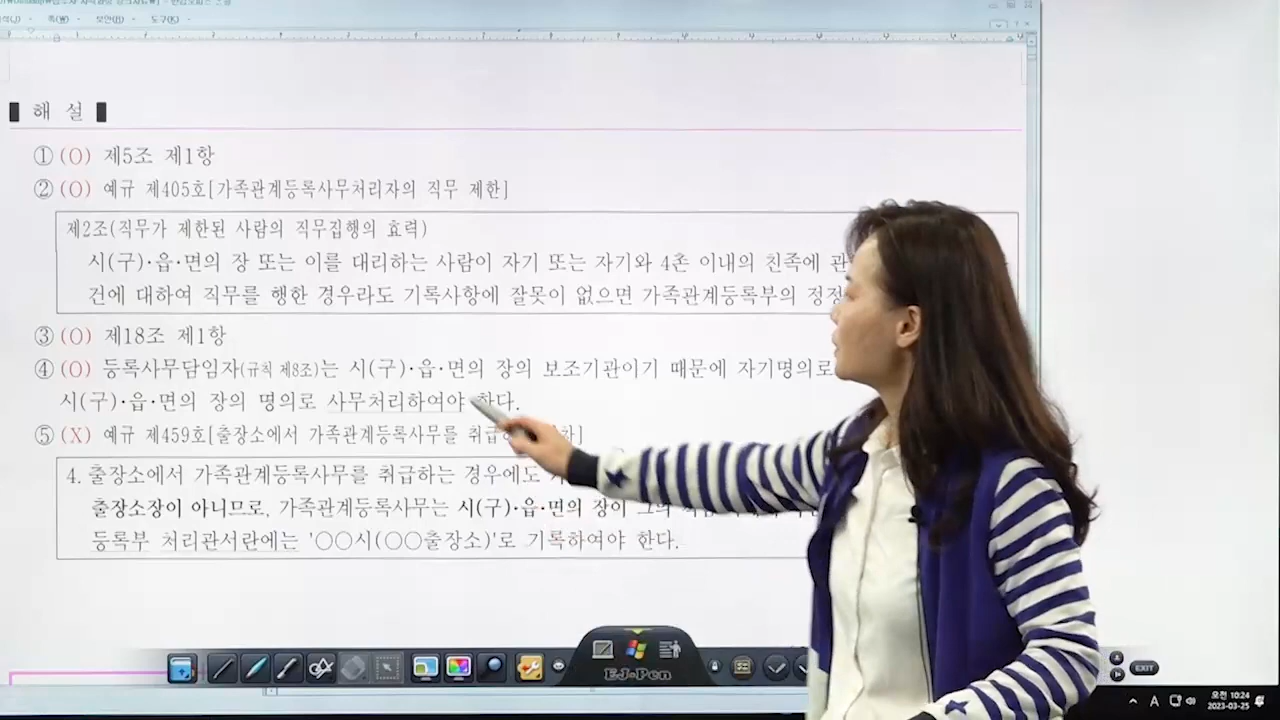 보안(B)
도구(K)
해 설
① (O) 제5조 제1항
② (O) 예규 제405호[가족관계등록사무처리자의 직무 제한]
제2조(직무가 제한된 사람의 직무집행의 효력)
시(구)·읍·면의 장 또는 이를 대리하는 사람이 자기 또는 자기와 4촌 이내의 친족에 관
건에 대하여 직무를 행한 경우라도 기록사항에 잘못이 없으면 가족관계등록부의 정정
③ (O) 제18조 제1항
④ (O) 등록사무담임자(규칙 제8조)는 시(구)·읍·면의 장의 보조기관이기 때문에 자기명의로
시(구)·읍·면의 장의 명의로 사무처리하여야 한다.
⑤ (X) 예규 제459호[출장소에서 가족관계등록사무를 취급
4. 출장소에서 가족관계등록사무를 취급하는 경우에도
출장소장이 아니므로, 가족관계등록사무는 시(구)·읍·면의 장이 그의
등록부 처리관서란에는 '○○시(○○출장소)'로 기록하여야 한다.
EJ-Pen
EXIT
A
오전 10:24
2023-03-25